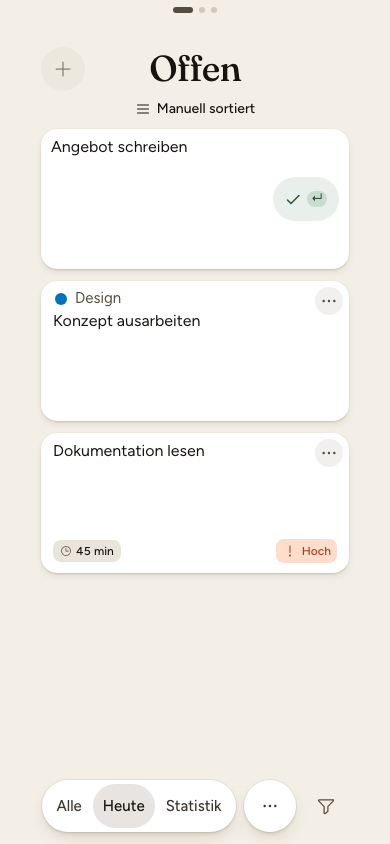 Offen
Manuell sortiert
Angebot schreiben
Design
Konzept ausarbeiten
Dokumentation lesen
45 min
Hoch
Alle Heute Statistik